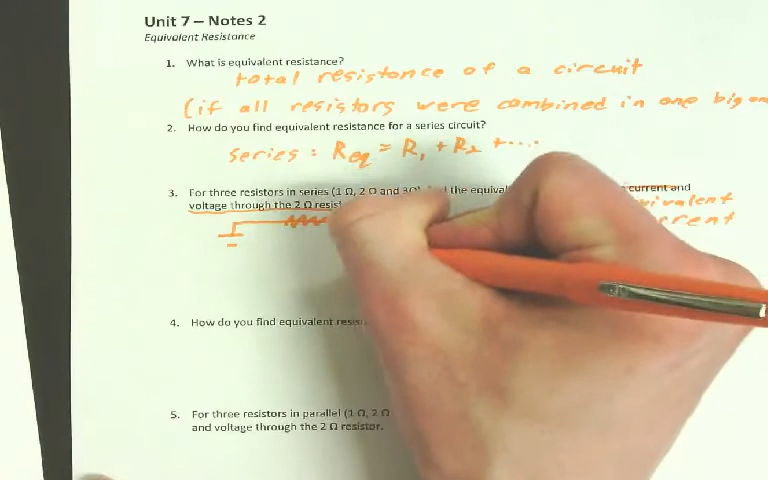 Unit 7 – Notes 2
Equivalent Resistance
1. What is equivalent resistance?
total resistance of a circuit
(if all resistors were combined in one big
2. How do you find equivalent resistance for a series circuit?
series : Req = R1 + R2 + ....
3. For three resistors in series (1 Ω, 2 Ω and 3Ω the current and
voltage through the 2 Ω
4. How do you find equivalent
5. For three resistors in parallel (1 Ω, 2 Ω
and voltage through the 2 Ω resistor.